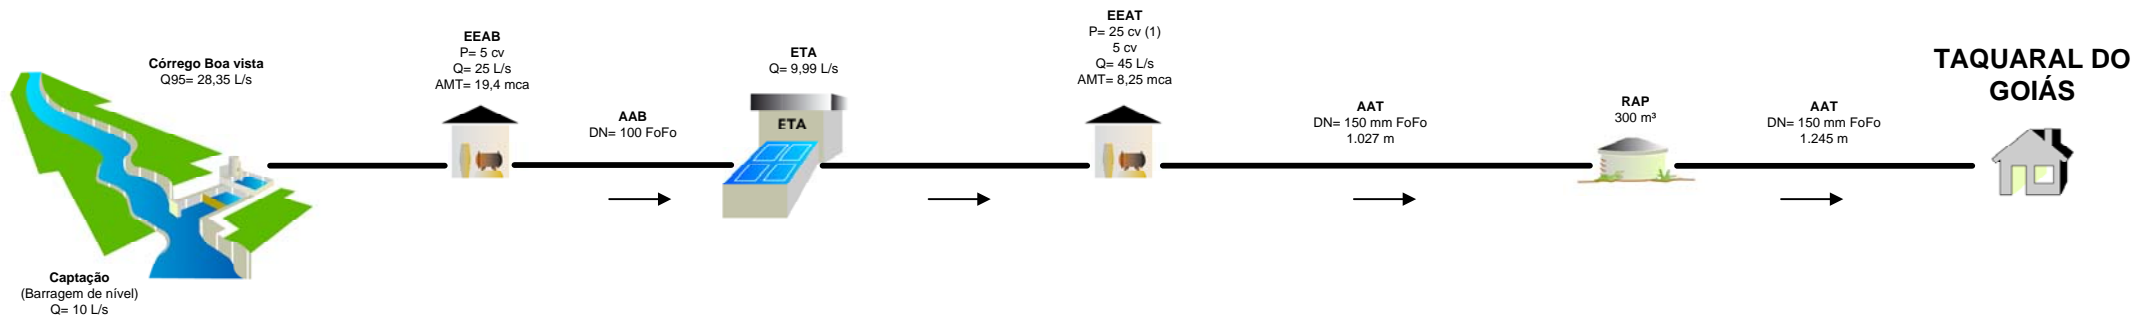 Córrego Boa vista
Q95= 28,35 L/s
Captação
(Barragem de nível)
Q= 10 L/s
EEAB
P= 5 cv
Q= 25 L/s
AMT= 19,4 mca
AAB
DN= 100 FoFo
ETA
Q= 9,99 L/s
ETA
EEAT
P= 25 cv (1)
5 cv
Q= 45 L/s
AMT= 8,25 mca
AAT
DN= 150 mm FoFo
1.027 m
RAP
300 m³
AAT
DN= 150 mm FoFo
1.245 m
TAQUARAL DO
GOIÁS